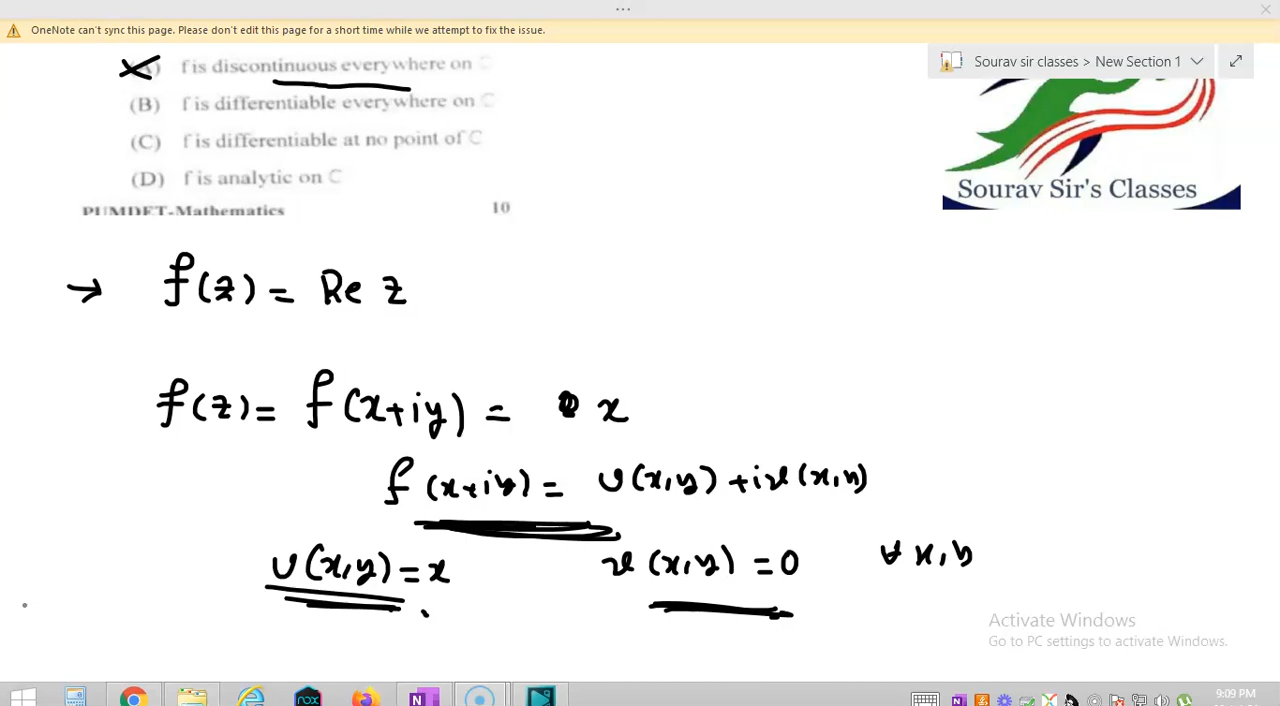 OneNote can't sync this page. Please don't edit this page for a short time while we attempt to fix the issue.
Sourav sir classes > New Section 1
(A) f is discontinuous everywhere on ℂ
(B) f is differentiable everywhere on ℂ
(C) f is differentiable at no point of ℂ
(D) f is analytic on ℂ
PUMDET-Mathematics 10
Sourav Sir's Classes
→ f(z) = Re z
f(z) = f(x+iy) = x
f(x+iy) = u(x,y) + iv(x,y)
u(x,y) = x v(x,y) = 0 ∀ x,y
Activate Windows
Go to PC settings to activate Windows.
nox
9:09 PM